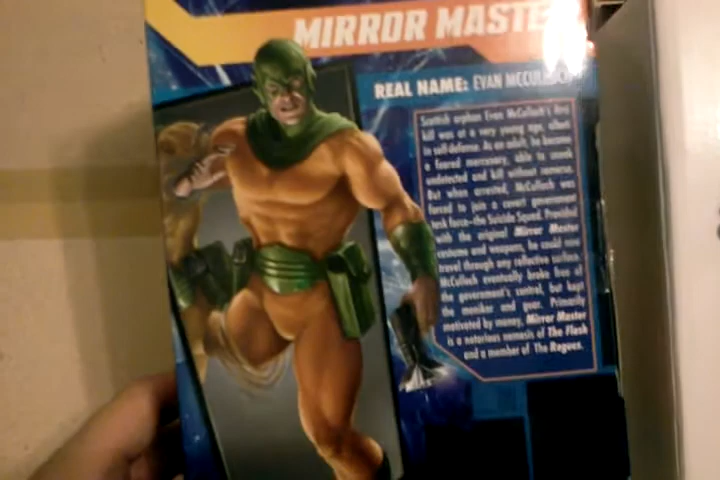 MIRROR MASTE
REAL NAME: EVAN MCCULLOCH
Scottish orphan Evan McCulloch's first
kill was at a very young age, albeit
in self-defense. As an adult, he became
a feared mercenary, able to sneak
undetected and kill without remorse.
But when arrested, McCulloch was
forced to join a covert government
task force—the Suicide Squad. Provided
with the original Mirror Master
costume and weapons, he could now
travel through any reflective surface.
McCulloch eventually broke free of
the government's control, but kept
the moniker and gear. Primarily
motivated by money, Mirror Master
is a notorious nemesis of The Flash
and a member of The Rogues.